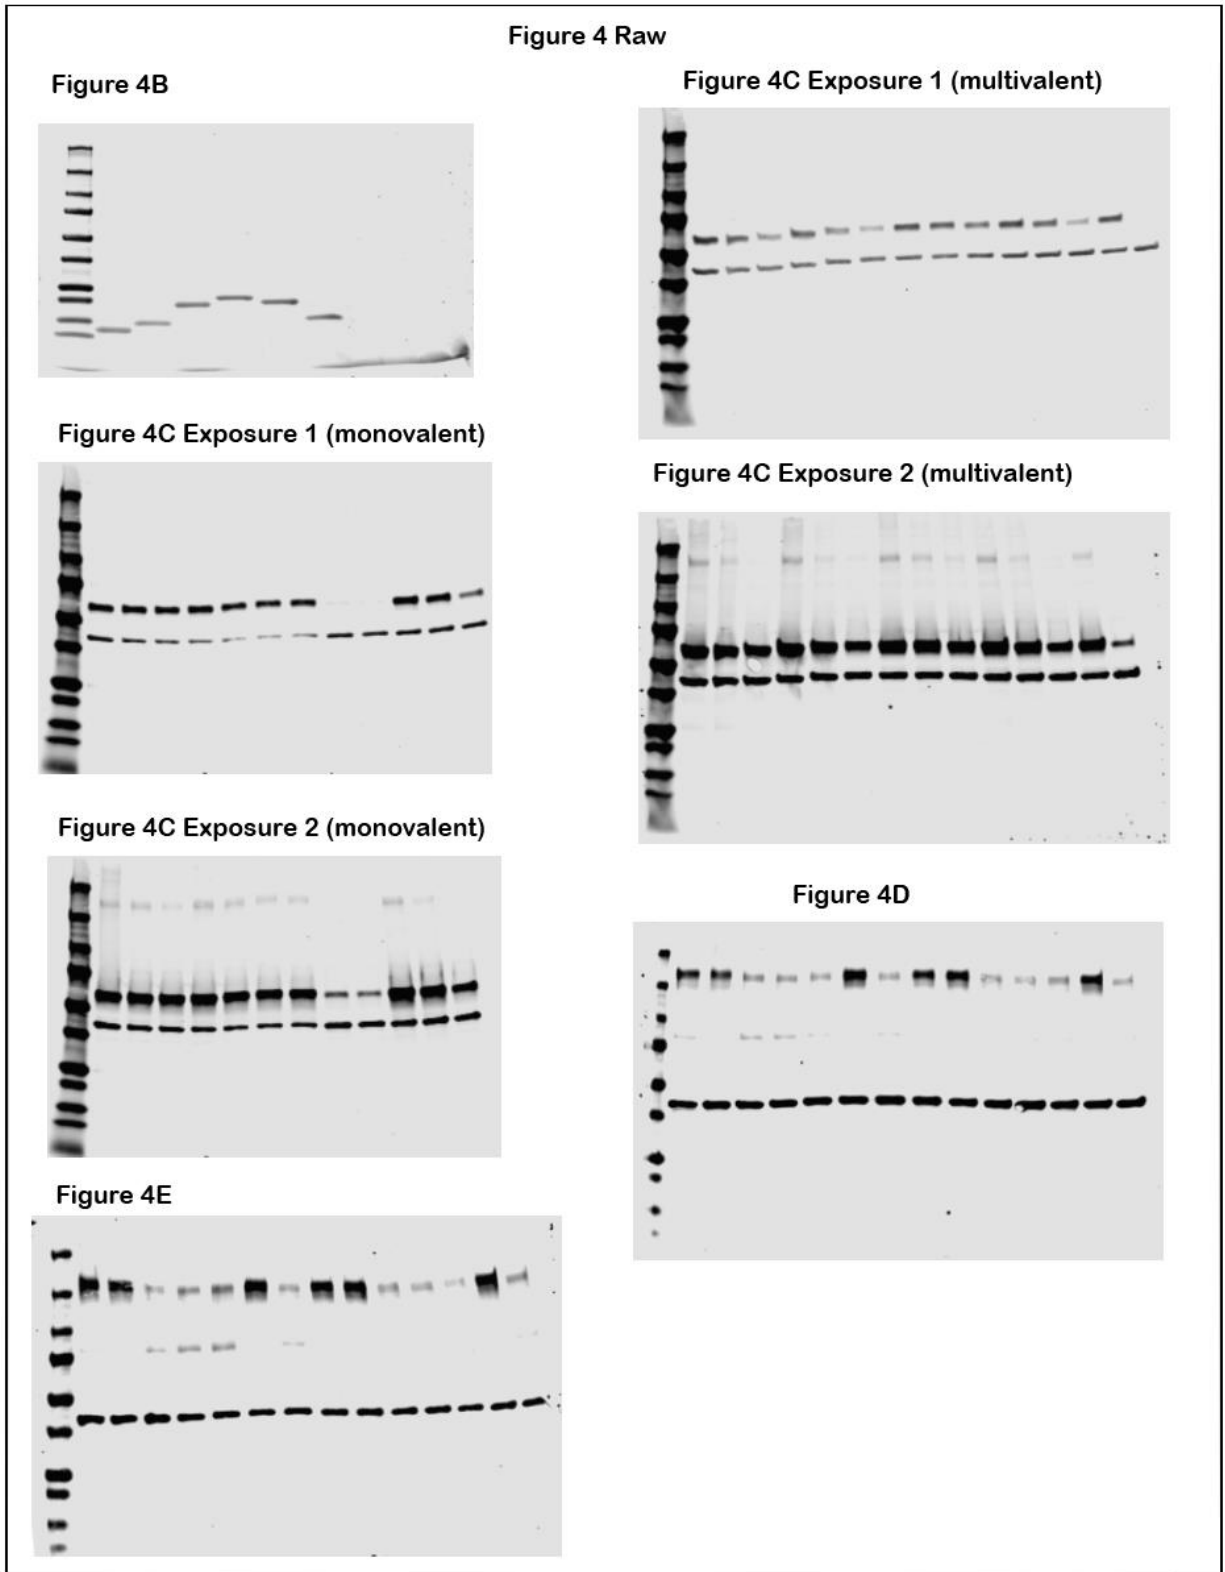 Figure 4 Raw
Figure 4B
Figure 4C Exposure 1 (multivalent)
Figure 4C Exposure 1 (monovalent)
Figure 4C Exposure 2 (multivalent)
Figure 4C Exposure 2 (monovalent)
Figure 4D
Figure 4E